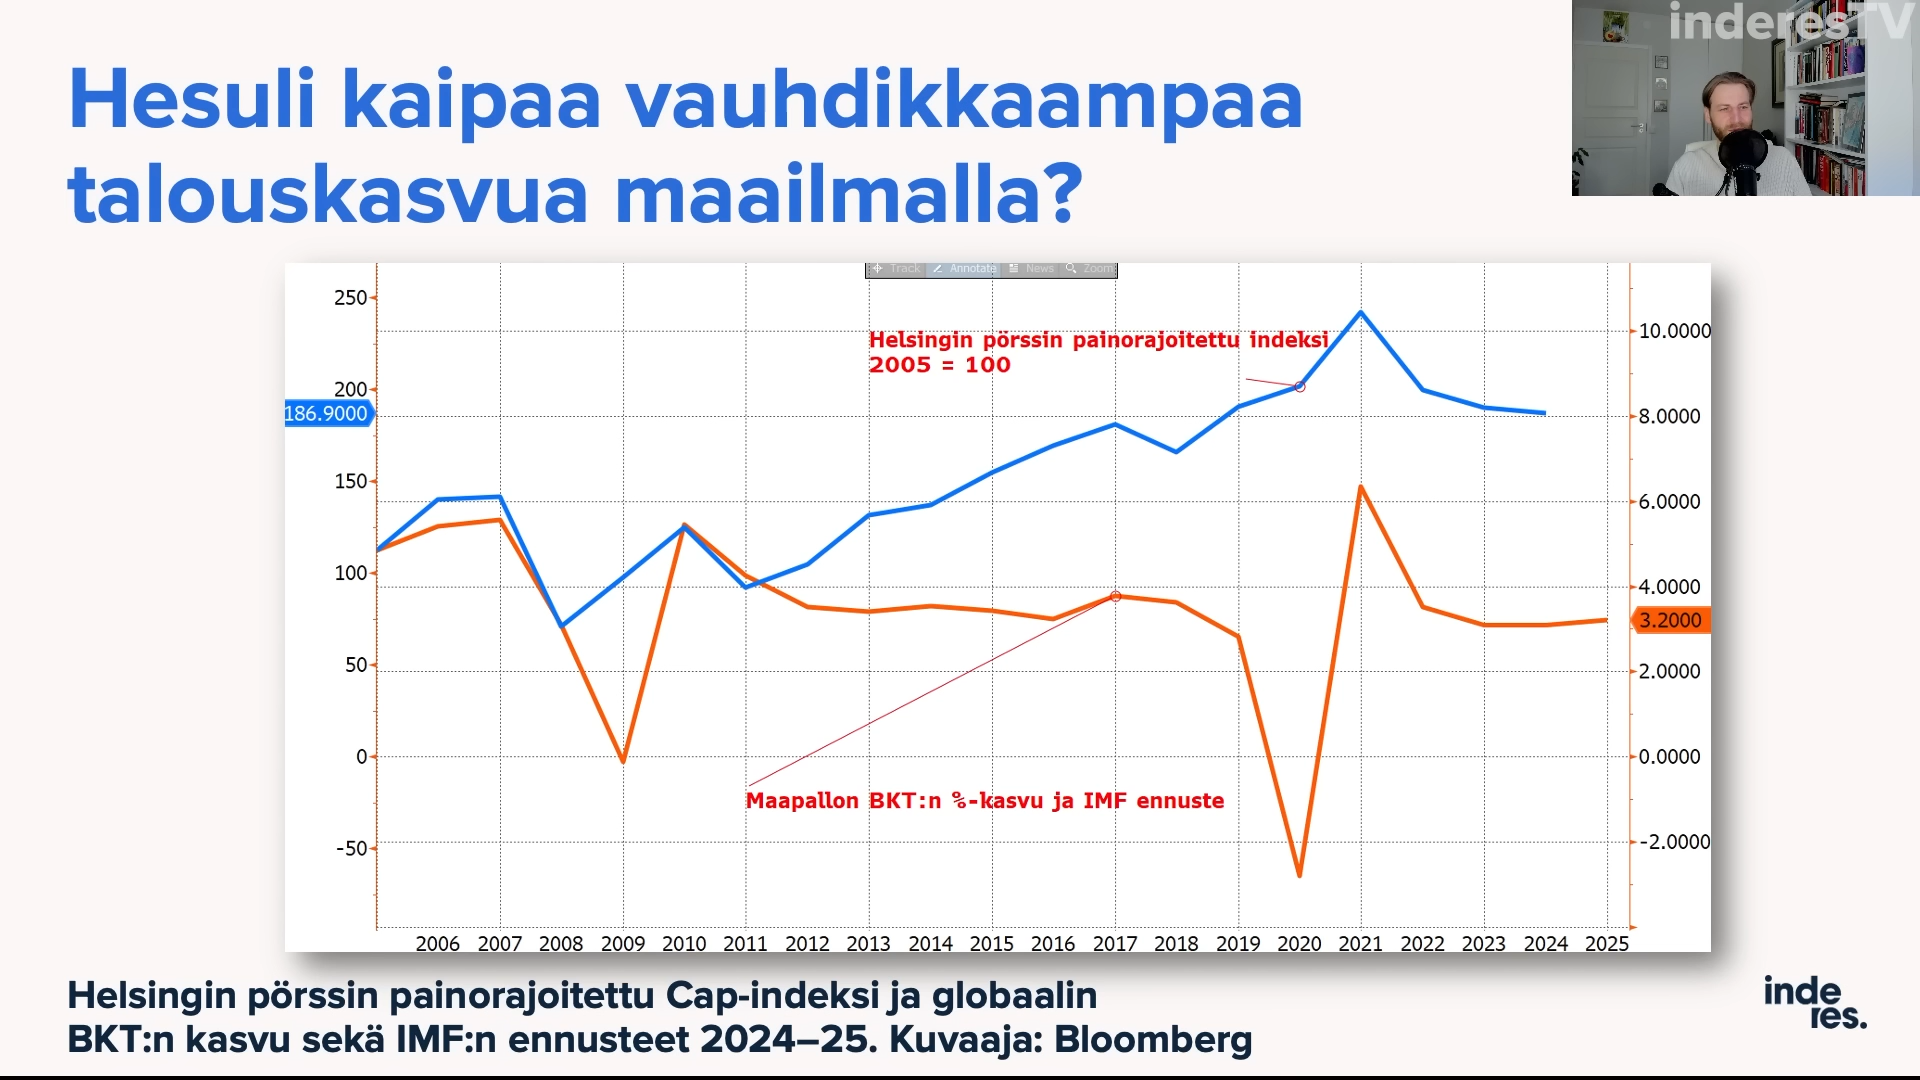 inderesTV
Hesuli kaipaa vauhdikkaampaa
talouskasvua maailmalla?
Track Annotate News Zoom
250
200
186.9000
150
100
50
0
-50
Helsingin pörssin painorajoitettu indeksi
2005 = 100
Maapallon BKT:n %-kasvu ja IMF ennuste
10.0000
8.0000
6.0000
4.0000
3.2000
2.0000
0.0000
-2.0000
2006 2007 2008 2009 2010 2011 2012 2013 2014 2015 2016 2017 2018 2019 2020 2021 2022 2023 2024 2025
Helsingin pörssin painorajoitettu Cap-indeksi ja globaalin
BKT:n kasvu sekä IMF:n ennusteet 2024–25. Kuvaaja: Bloomberg
inde
res.